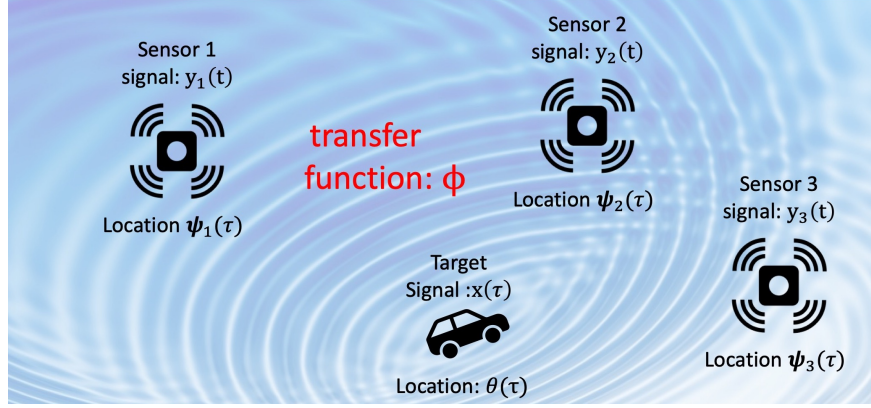 Sensor 1
signal: y₁(t)
Location 𝝍₁(τ)
transfer
function: ϕ
Sensor 2
signal: y₂(t)
Location 𝝍₂(τ)
Sensor 3
signal: y₃(t)
Location 𝝍₃(τ)
Target
Signal :x(τ)
Location: θ(τ)